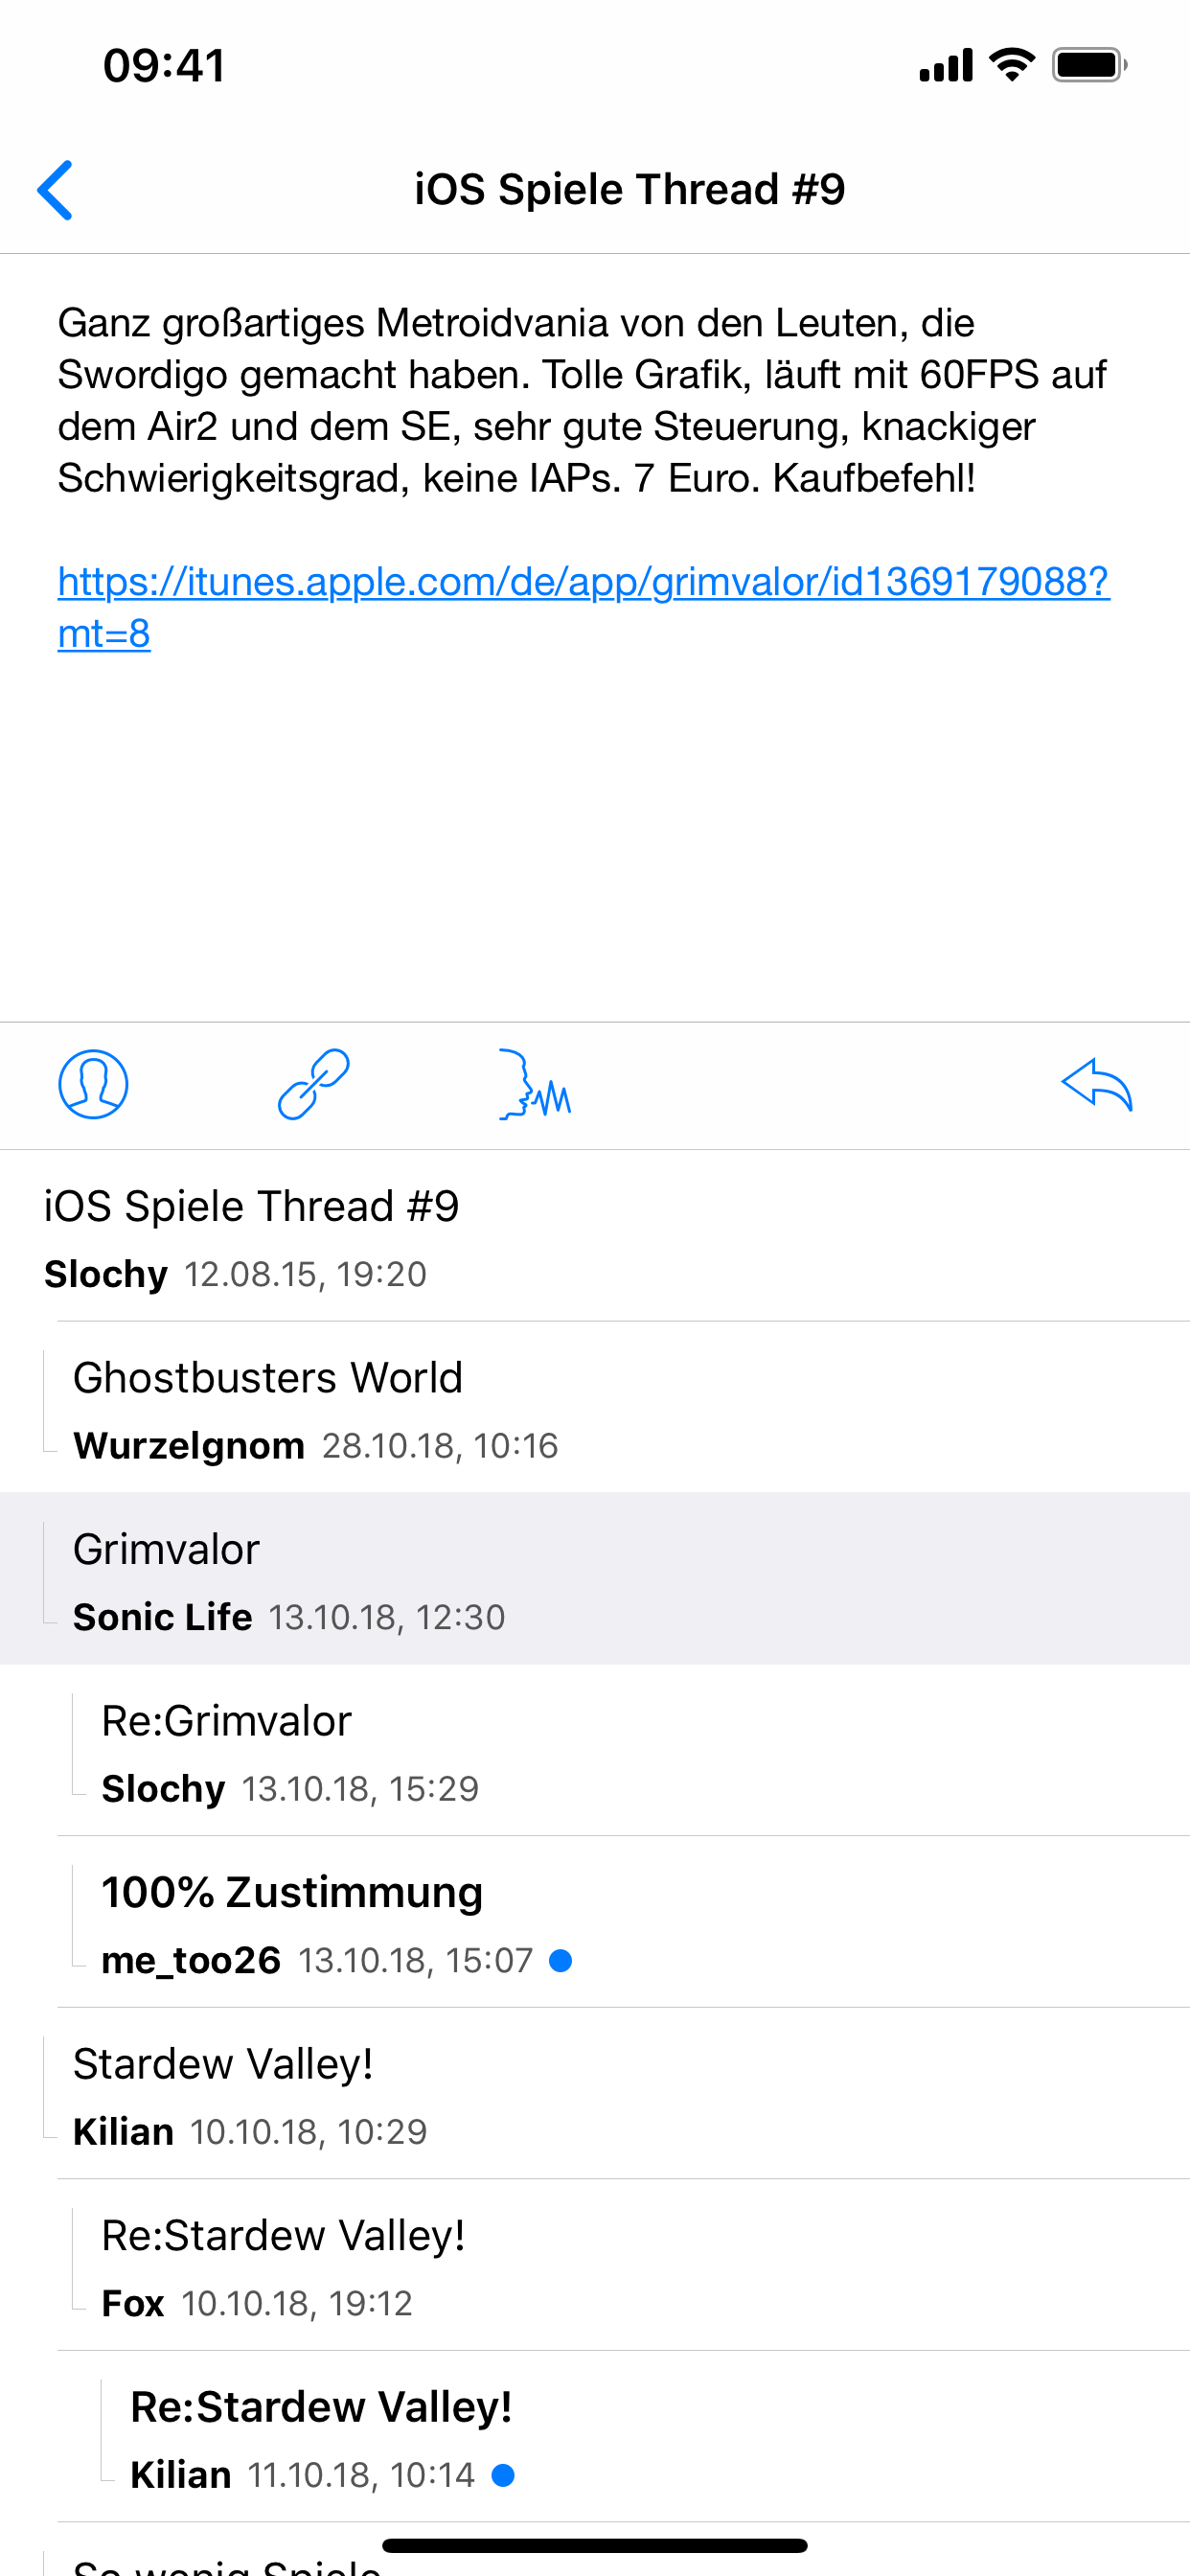 09:41
iOS Spiele Thread #9
Ganz großartiges Metroidvania von den Leuten, die
Swordigo gemacht haben. Tolle Grafik, läuft mit 60FPS auf
dem Air2 und dem SE, sehr gute Steuerung, knackiger
Schwierigkeitsgrad, keine IAPs. 7 Euro. Kaufbefehl!
https://itunes.apple.com/de/app/grimvalor/id1369179088?
mt=8
iOS Spiele Thread #9
Slochy 12.08.15, 19:20
Ghostbusters World
Wurzelgnom 28.10.18, 10:16
Grimvalor
Sonic Life 13.10.18, 12:30
Re:Grimvalor
Slochy 13.10.18, 15:29
100% Zustimmung
me_too26 13.10.18, 15:07
Stardew Valley!
Kilian 10.10.18, 10:29
Re:Stardew Valley!
Fox 10.10.18, 19:12
Re:Stardew Valley!
Kilian 11.10.18, 10:14
So wenig Spiele